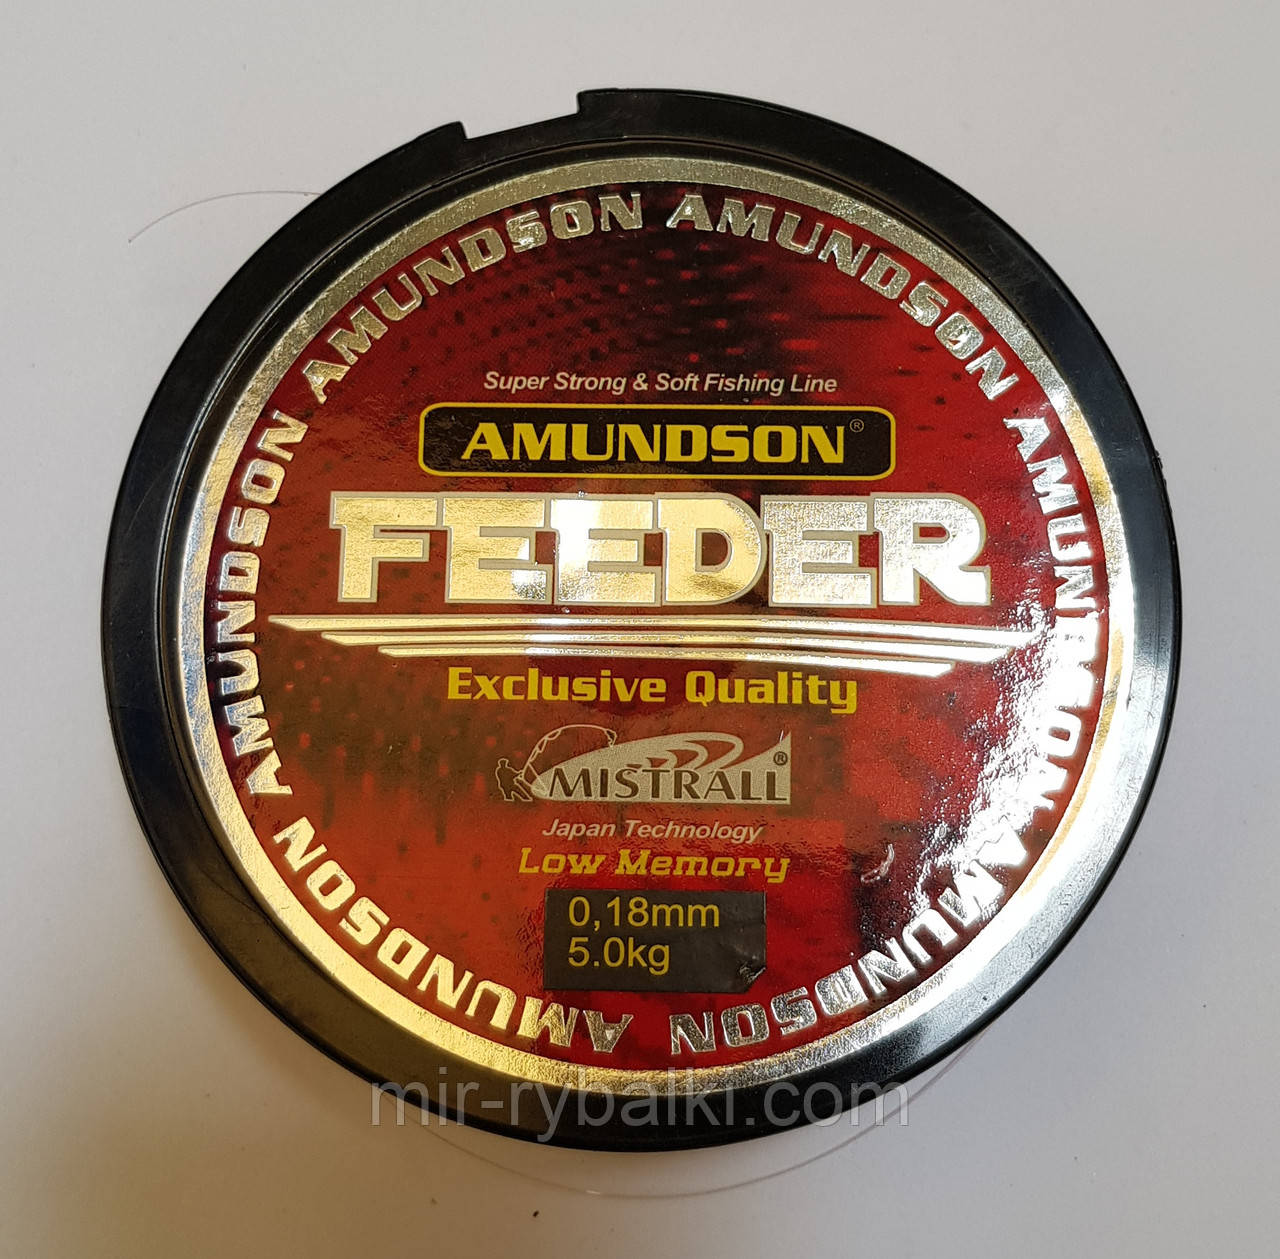 AMUNDSON AMUNDSON AMUNDSON AMUNDSON AMUNDSON AMUNDSON AMUNDSON
Super Strong & Soft Fishing Line
AMUNDSON®
FEEDER
Exclusive Quality
MISTRALL®
Japan Technology
Low Memory
0,18mm
5.0kg
mir-rybalki.com